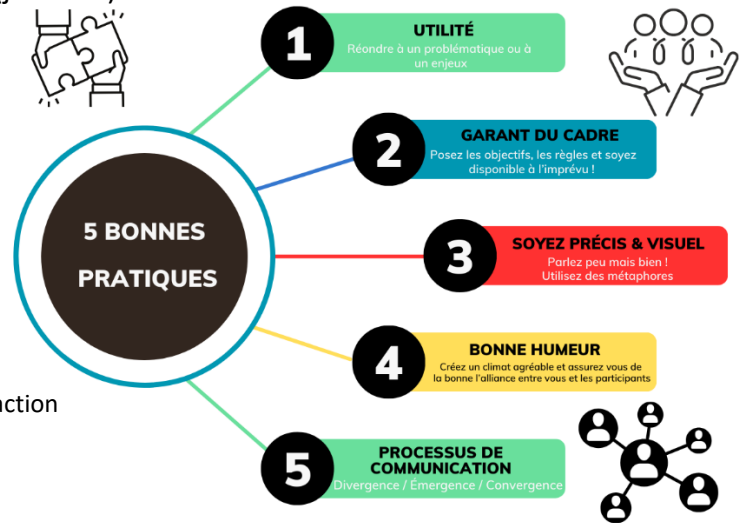 5 BONNES
PRATIQUES
1
UTILITÉ
Réondre à un problématique ou à
un enjeux
2
GARANT DU CADRE
Posez les objectifs, les règles et soyez
disponible à l'imprévu !
3
SOYEZ PRÉCIS & VISUEL
Parlez peu mais bien !
Utilisez des métaphores
4
BONNE HUMEUR
Créez un climat agréable et assurez vous de
la bonne l'alliance entre vous et les participants
5
PROCESSUS DE
COMMUNICATION
Divergence / Émergence / Convergence